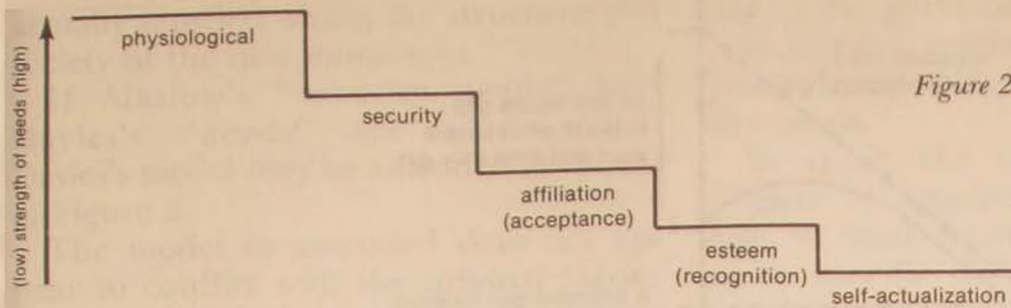 (low) strength of needs (high)
physiological
security
affiliation
(acceptance)
esteem
(recognition)
self-actualization
Figure 2